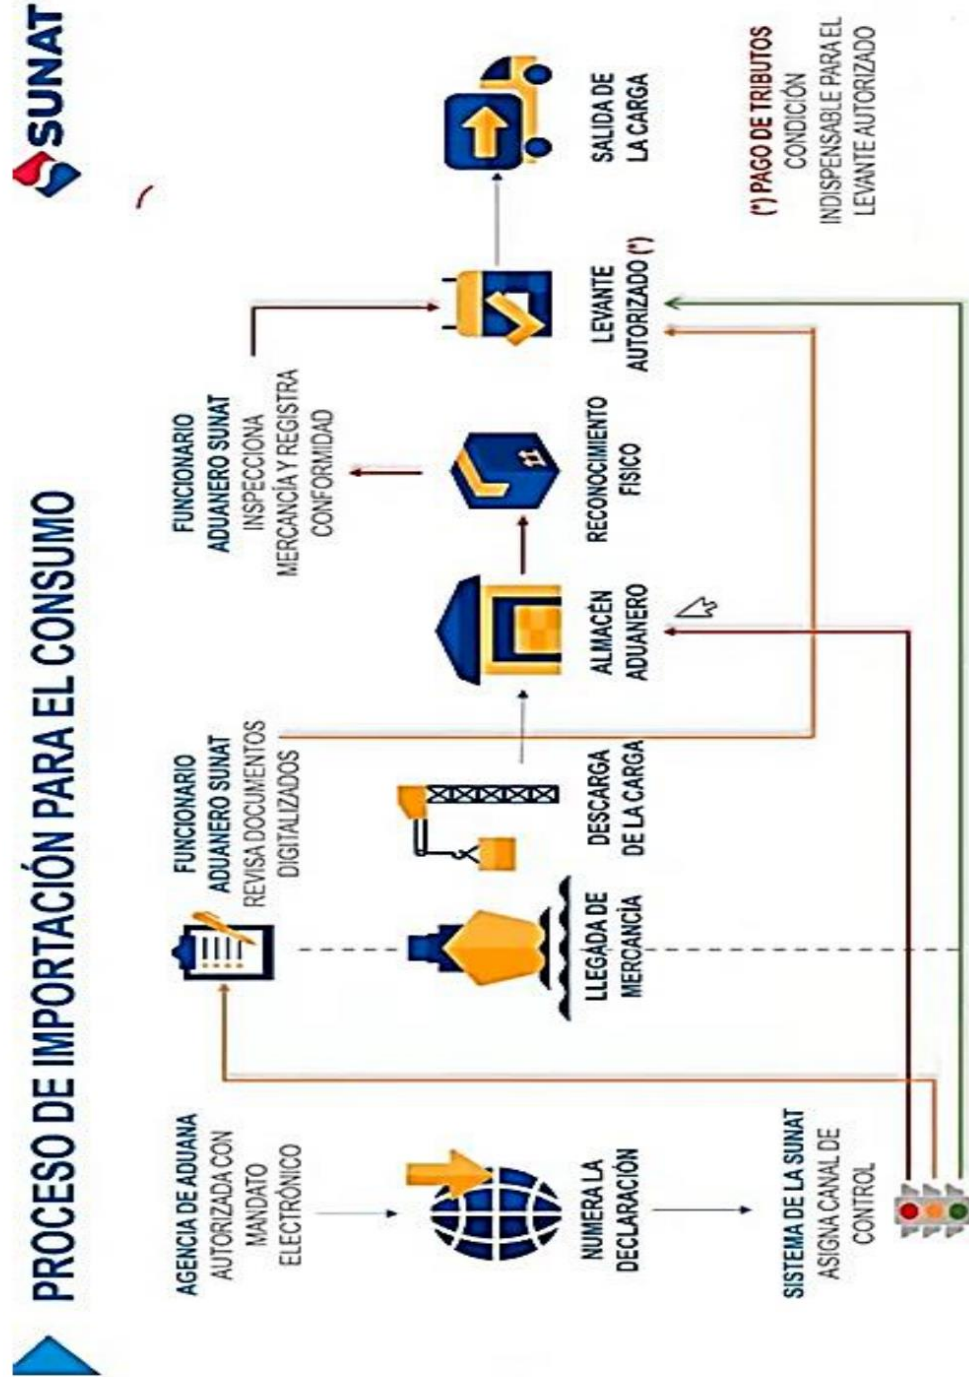 PROCESO DE IMPORTACIÓN PARA EL CONSUMO
SUNAT
AGENCIA DE ADUANA
AUTORIZADA CON
MANDATO
ELECTRÓNICO
NUMERA LA
DECLARACIÓN
SISTEMA DE LA SUNAT
ASIGNA CANAL DE
CONTROL
FUNCIONARIO
ADUANERO SUNAT
REVISA DOCUMENTOS
DIGITALIZADOS
LLEGADA DE
MERCANCÌA
DESCARGA
DE LA CARGA
ALMACÉN
ADUANERO
FUNCIONARIO
ADUANERO SUNAT
INSPECCIONA
MERCANCÍA Y REGISTRA
CONFORMIDAD
RECONOCIMIENTO
FISICO
LEVANTE
AUTORIZADO (*)
SALIDA DE
LA CARGA
(*) PAGO DE TRIBUTOS
CONDICIÓN
INDISPENSABLE PARA EL
LEVANTE AUTORIZADO